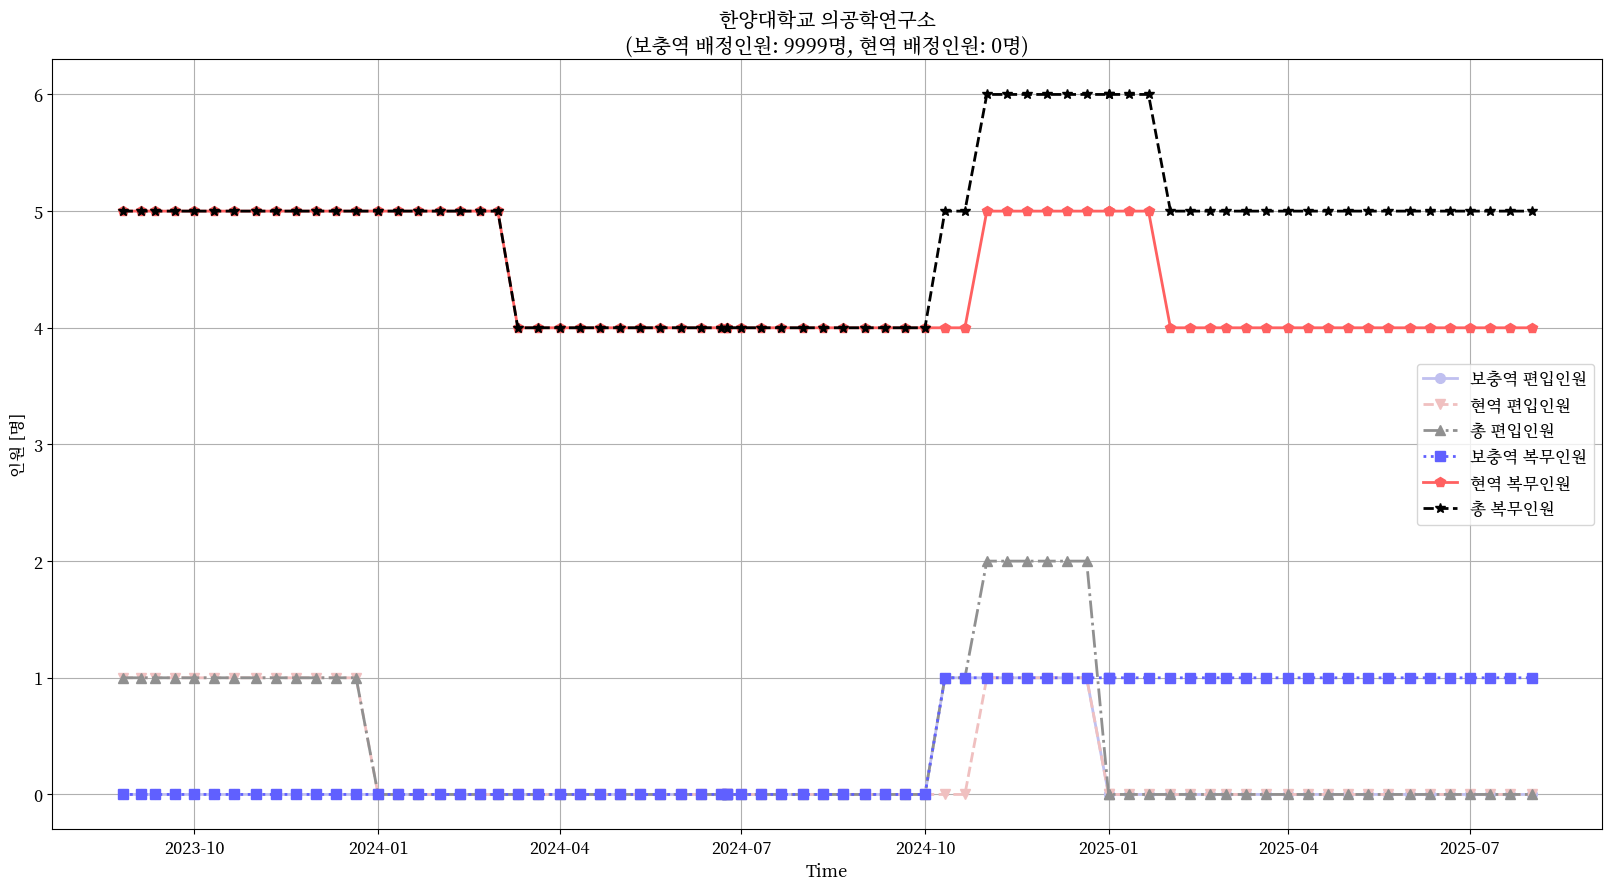 한양대학교 의공학연구소
(보충역 배정인원: 9999명, 현역 배정인원: 0명)
인원 [명]
6
5
4
3
2
1
0
보충역 편입인원
현역 편입인원
총 편입인원
보충역 복무인원
현역 복무인원
총 복무인원
2023-10
2024-01
2024-04
2024-07
2024-10
2025-01
2025-04
2025-07
Time